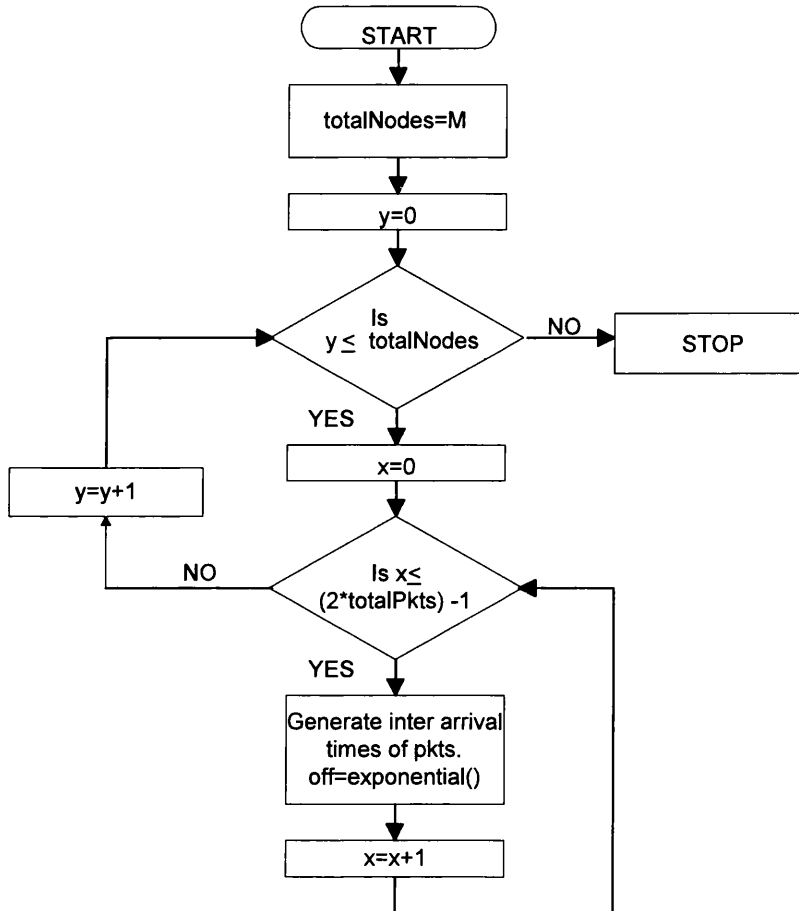 START
totalNodes=M
y=0
Is
y ≤ totalNodes
NO
STOP
YES
x=0
y=y+1
NO
Is x≤
(2*totalPkts) -1
YES
Generate inter arrival
times of pkts.
off=exponential()
x=x+1